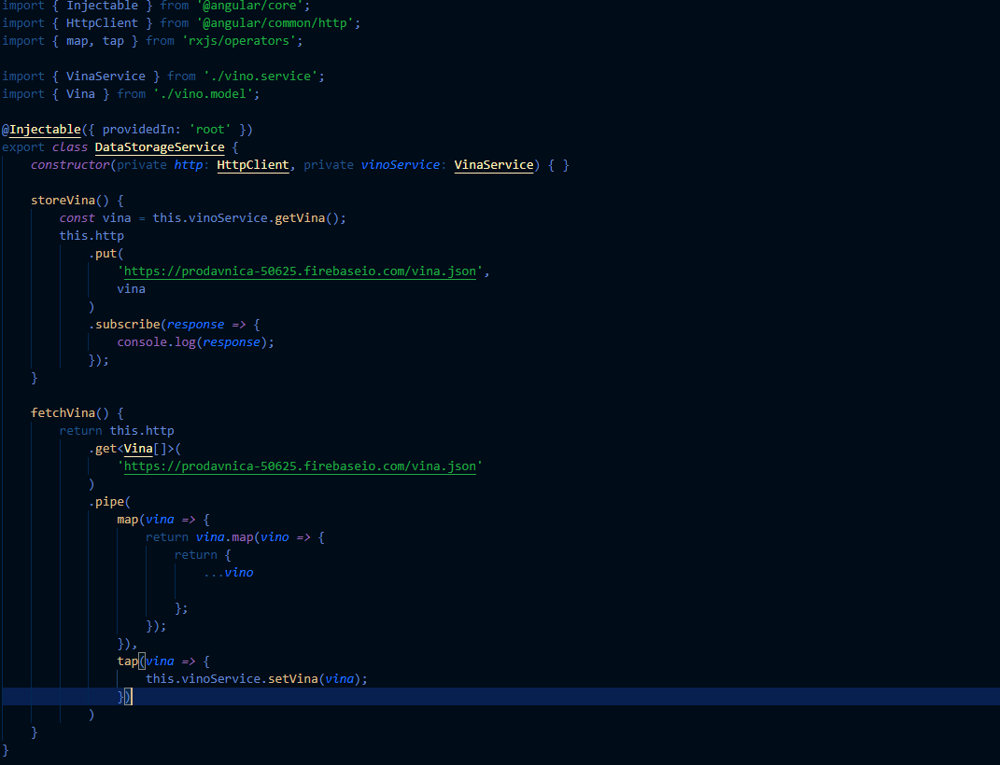 import { Injectable } from '@angular/core';
import { HttpClient } from '@angular/common/http';
import { map, tap } from 'rxjs/operators';
import { VinaService } from './vino.service';
import { Vina } from './vino.model';
@Injectable({ providedIn: 'root' })
export class DataStorageService {
constructor(private http: HttpClient, private vinoService: VinaService) { }
storeVina() {
const vina = this.vinoService.getVina();
this.http
.put(
'https://prodavnica-50625.firebaseio.com/vina.json',
vina
)
.subscribe(response => {
console.log(response);
});
}
fetchVina() {
return this.http
.get<Vina[]>(
'https://prodavnica-50625.firebaseio.com/vina.json'
)
.pipe(
map(vina => {
return vina.map(vino => {
return {
...vino
};
});
}),
tap(vina => {
this.vinoService.setVina(vina);
})
)
}
}